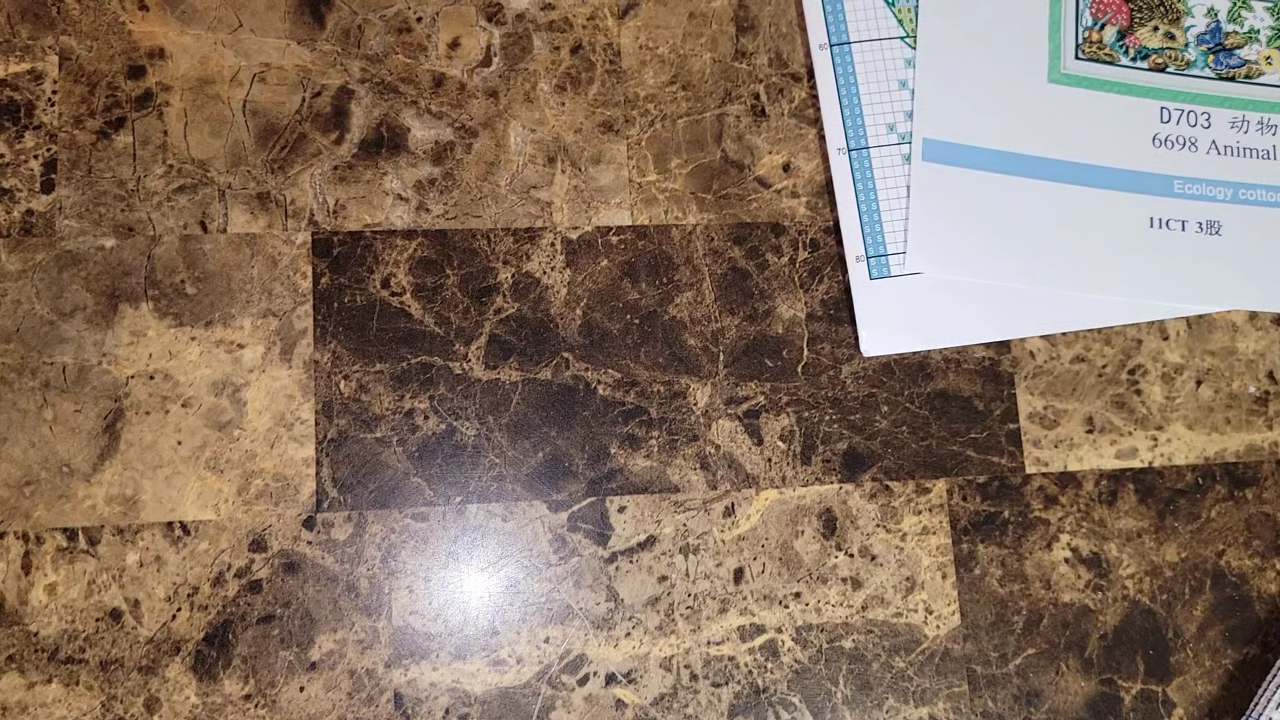 60
70
80
D703 动物
6698 Animal
Ecology cotton
11CT 3股